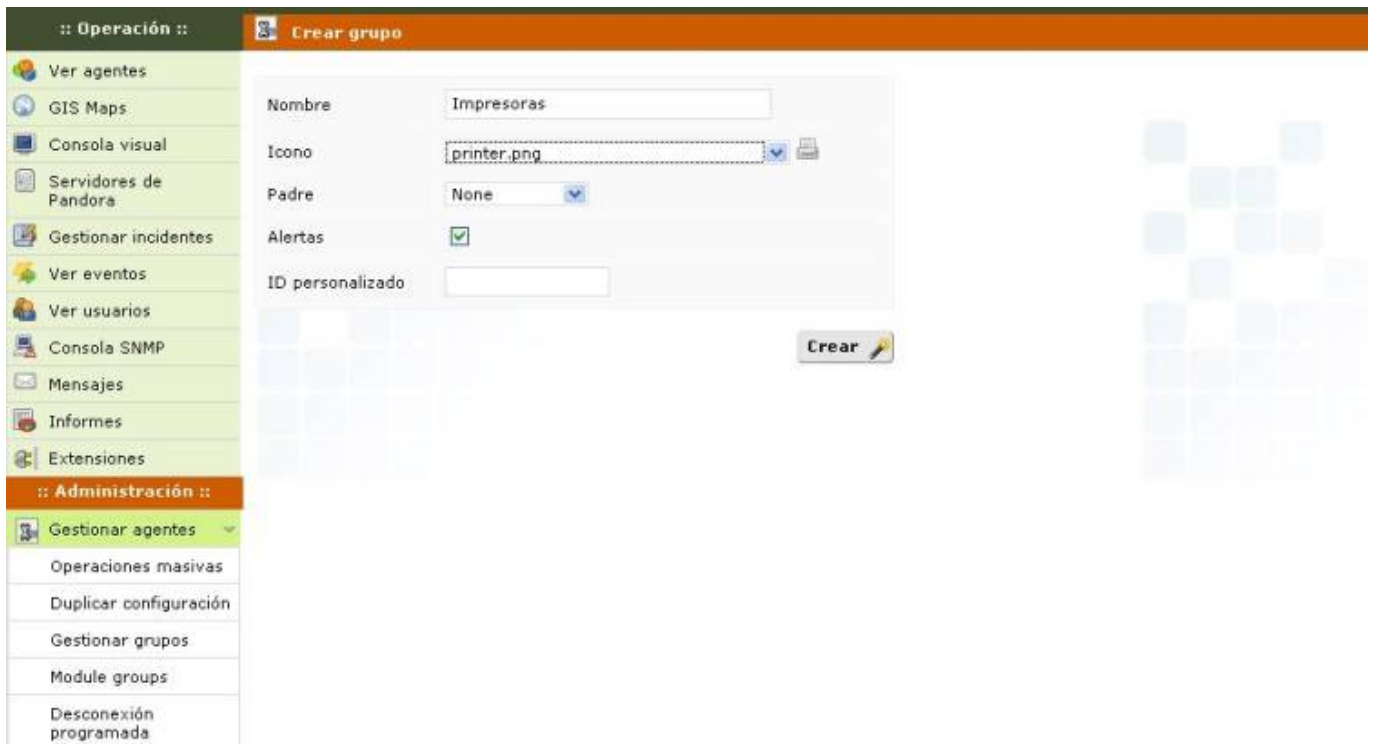 :: Operación ::
Crear grupo
Ver agentes
GIS Maps
Consola visual
Servidores de
Pandora
Gestionar incidentes
Ver eventos
Ver usuarios
Consola SNMP
Mensajes
Informes
Extensiones
:: Administración ::
Gestionar agentes
Operaciones masivas
Duplicar configuración
Gestionar grupos
Module groups
Desconexión
programada
Nombre Impresoras
Icono printer.png
Padre None
Alertas
ID personalizado
Crear